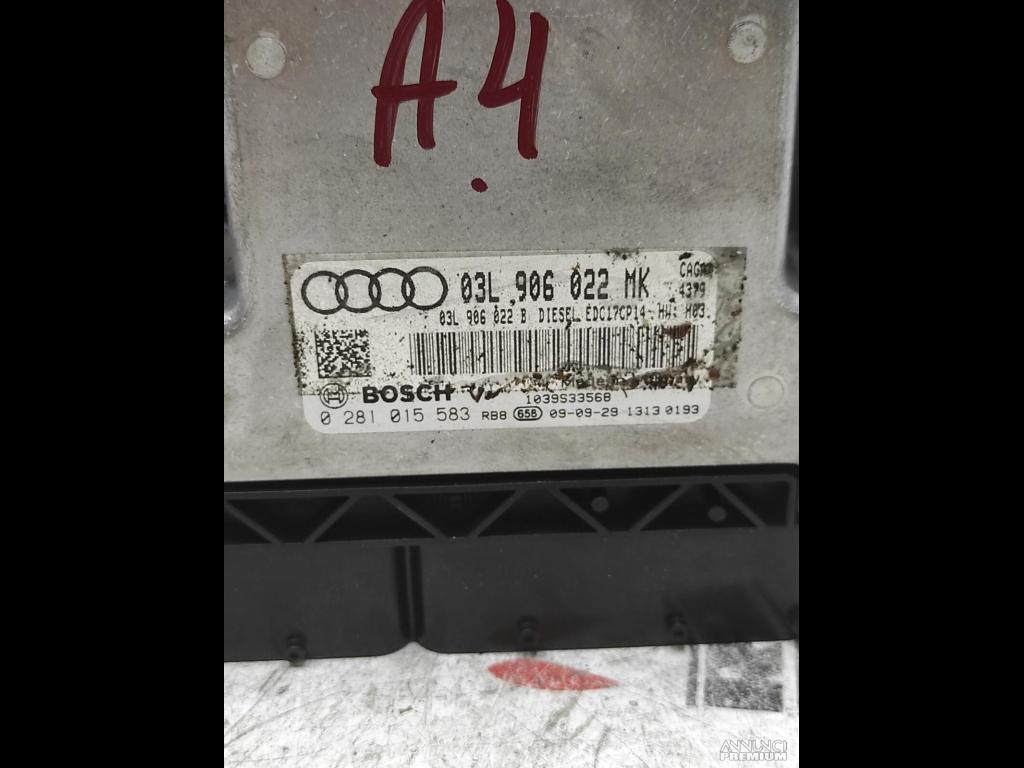 A.4
03L 906 022 MK CAGA
03L 906 022 B DIESEL EDC17CP14 HW: H03 4379
BOSCH
1039S33568
0 281 015 583 RB8 658 09-09-29 1313 0193
ANNUNCI
PREMIUM